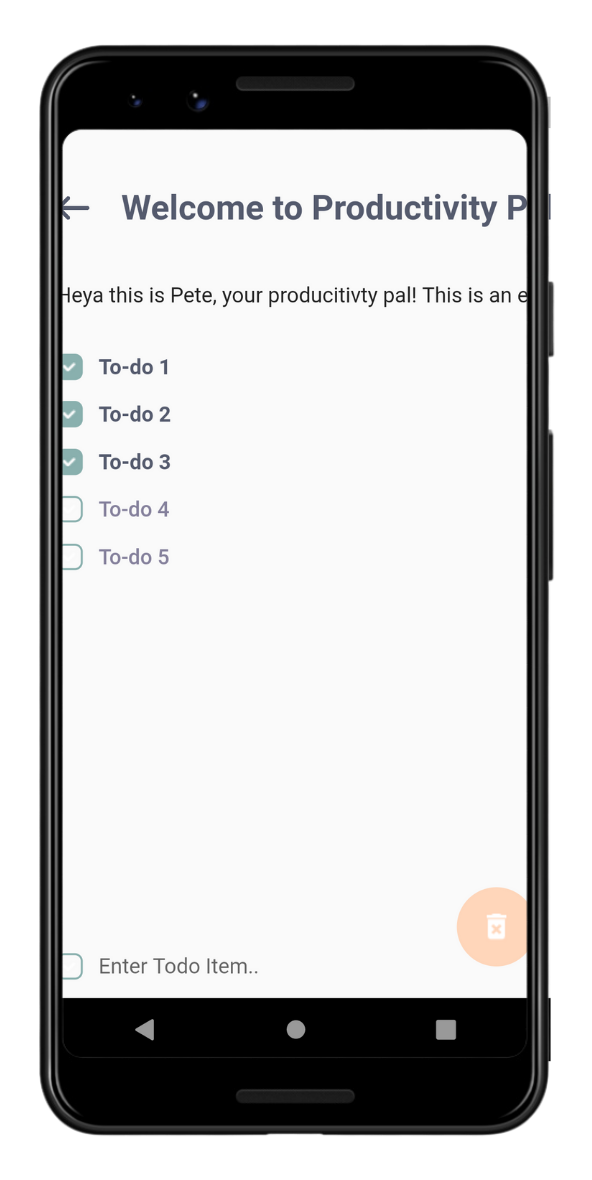 Welcome to Productivity P
Heya this is Pete, your producitivty pal! This is an e
To-do 1
To-do 2
To-do 3
To-do 4
To-do 5
Enter Todo Item..